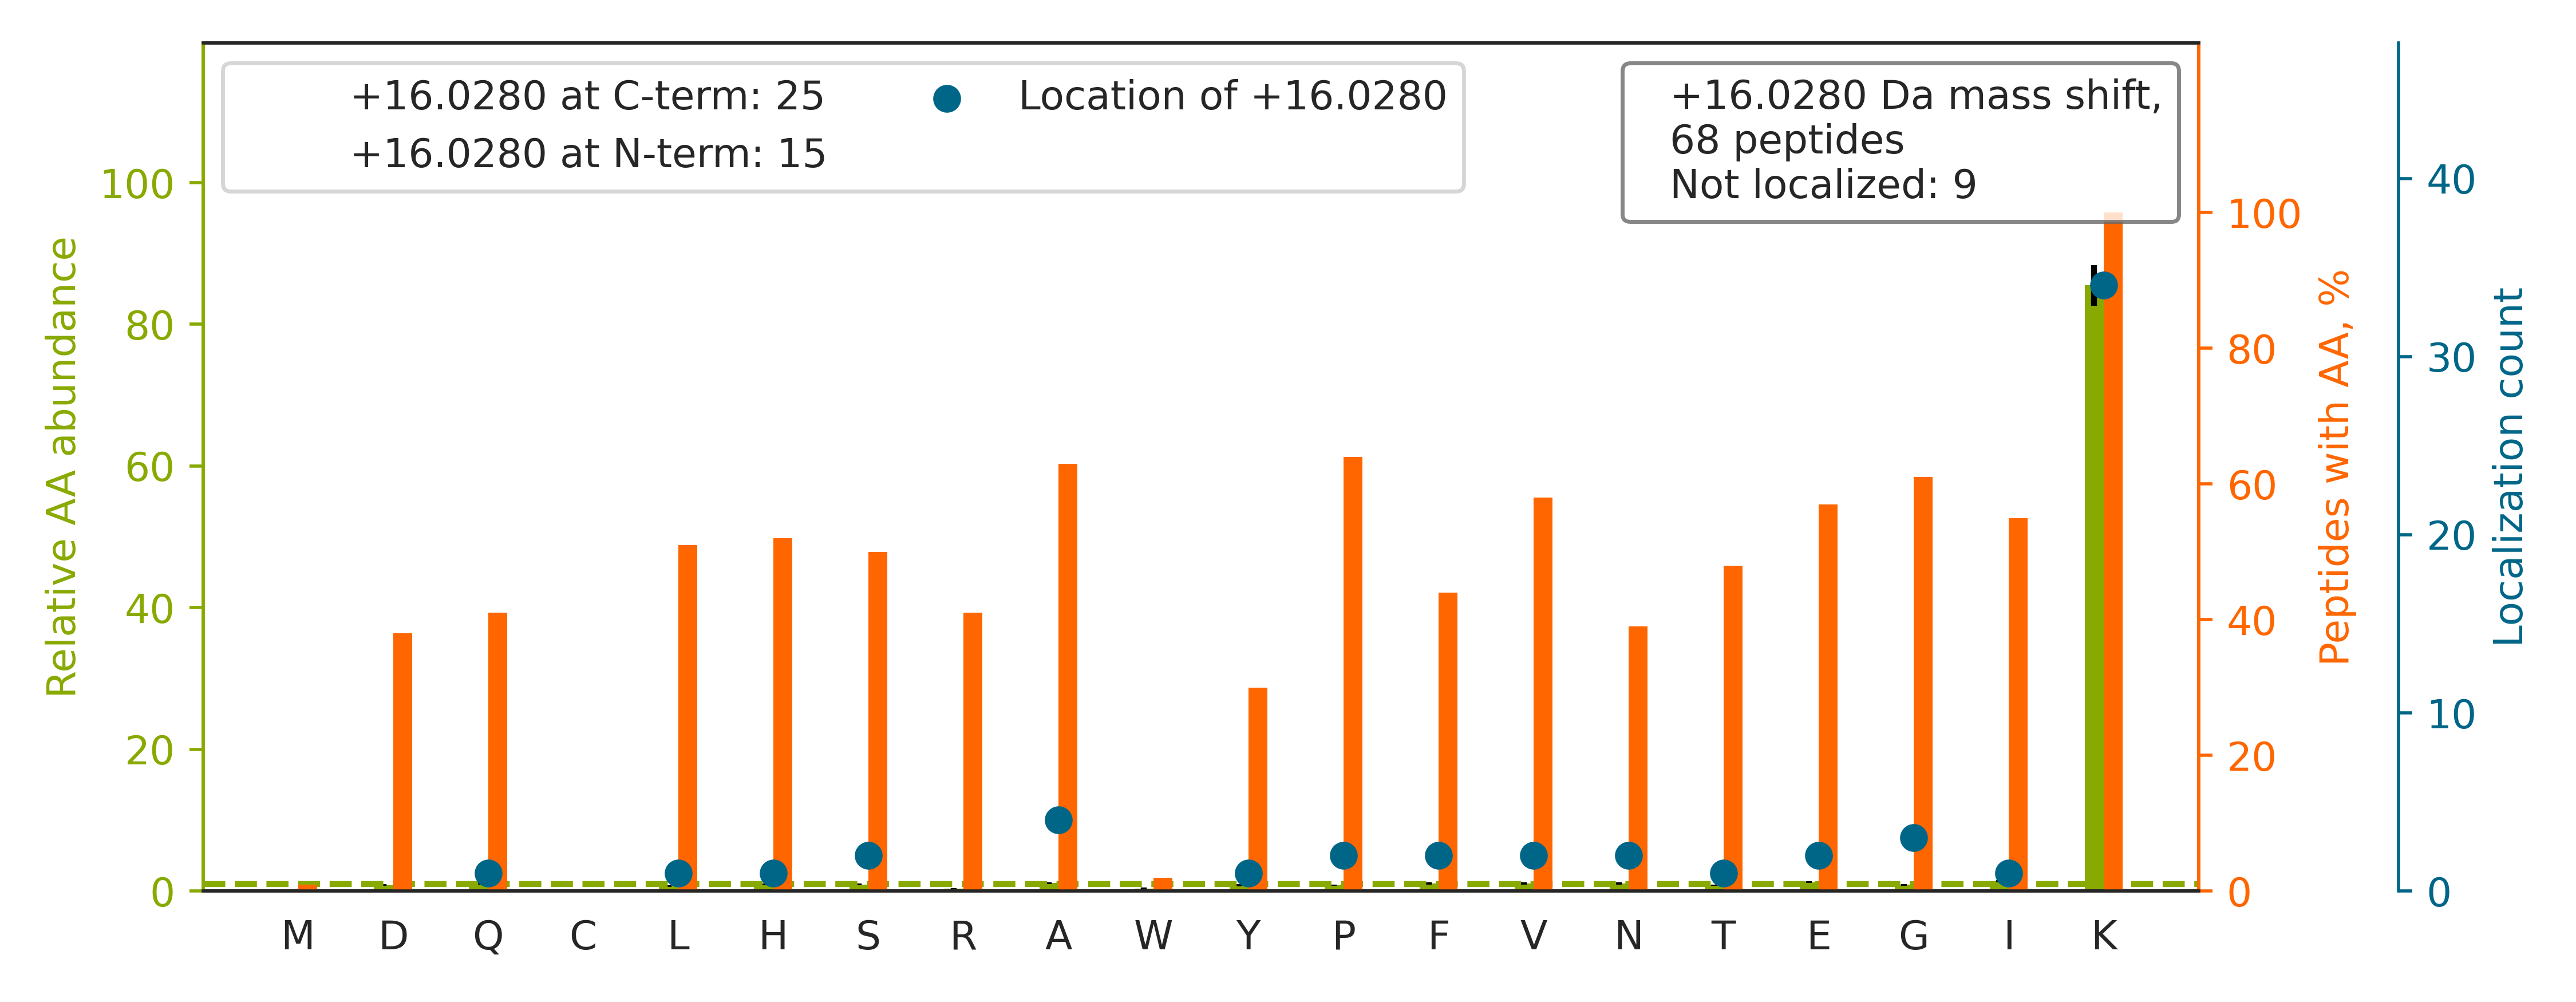 +16.0280 at C-term: 25
+16.0280 at N-term: 15
Location of +16.0280
+16.0280 Da mass shift,
68 peptides
Not localized: 9
Relative AA abundance
100
80
60
40
20
0
Peptides with AA, %
100
80
60
40
20
0
Localization count
40
30
20
10
0
M D Q C L H S R A W Y P F V N T E G I K